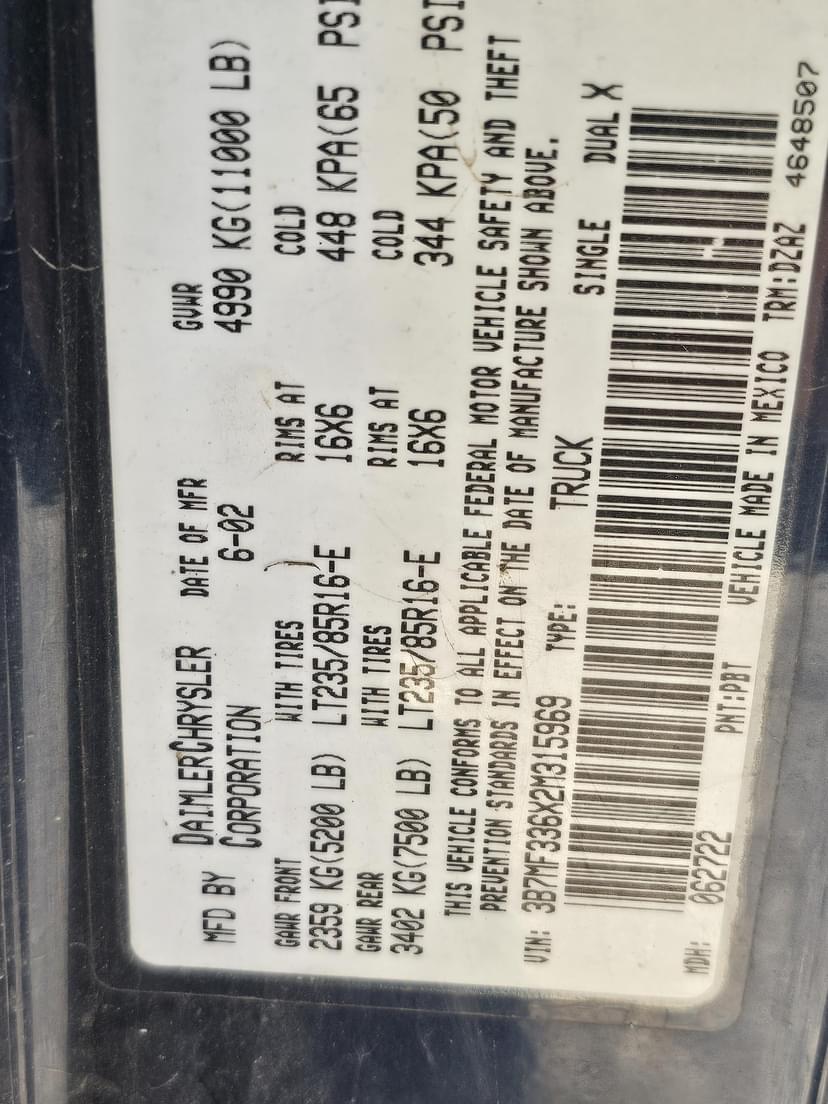 MFD BY DAIMLERCHRYSLER CORPORATION DATE OF MFR 6-02 GVWR 4990 KG(11000 LB)
GAWR FRONT WITH TIRES RIMS AT COLD
2359 KG(5200 LB) LT235/85R16-E 16X6 448 KPA(65 PSI
GAWR REAR WITH TIRES RIMS AT COLD
3402 KG(7500 LB) LT235/85R16-E 16X6 344 KPA(50 PSI
THIS VEHICLE CONFORMS TO ALL APPLICABLE FEDERAL MOTOR VEHICLE SAFETY AND THEFT
PREVENTION STANDARDS IN EFFECT ON THE DATE OF MANUFACTURE SHOWN ABOVE.
VIN: 3B7MF336X2M315969 TYPE: TRUCK SINGLE DUAL X
MDH: 062722 PNT:PBT VEHICLE MADE IN MEXICO TRM:DZAZ 4648507